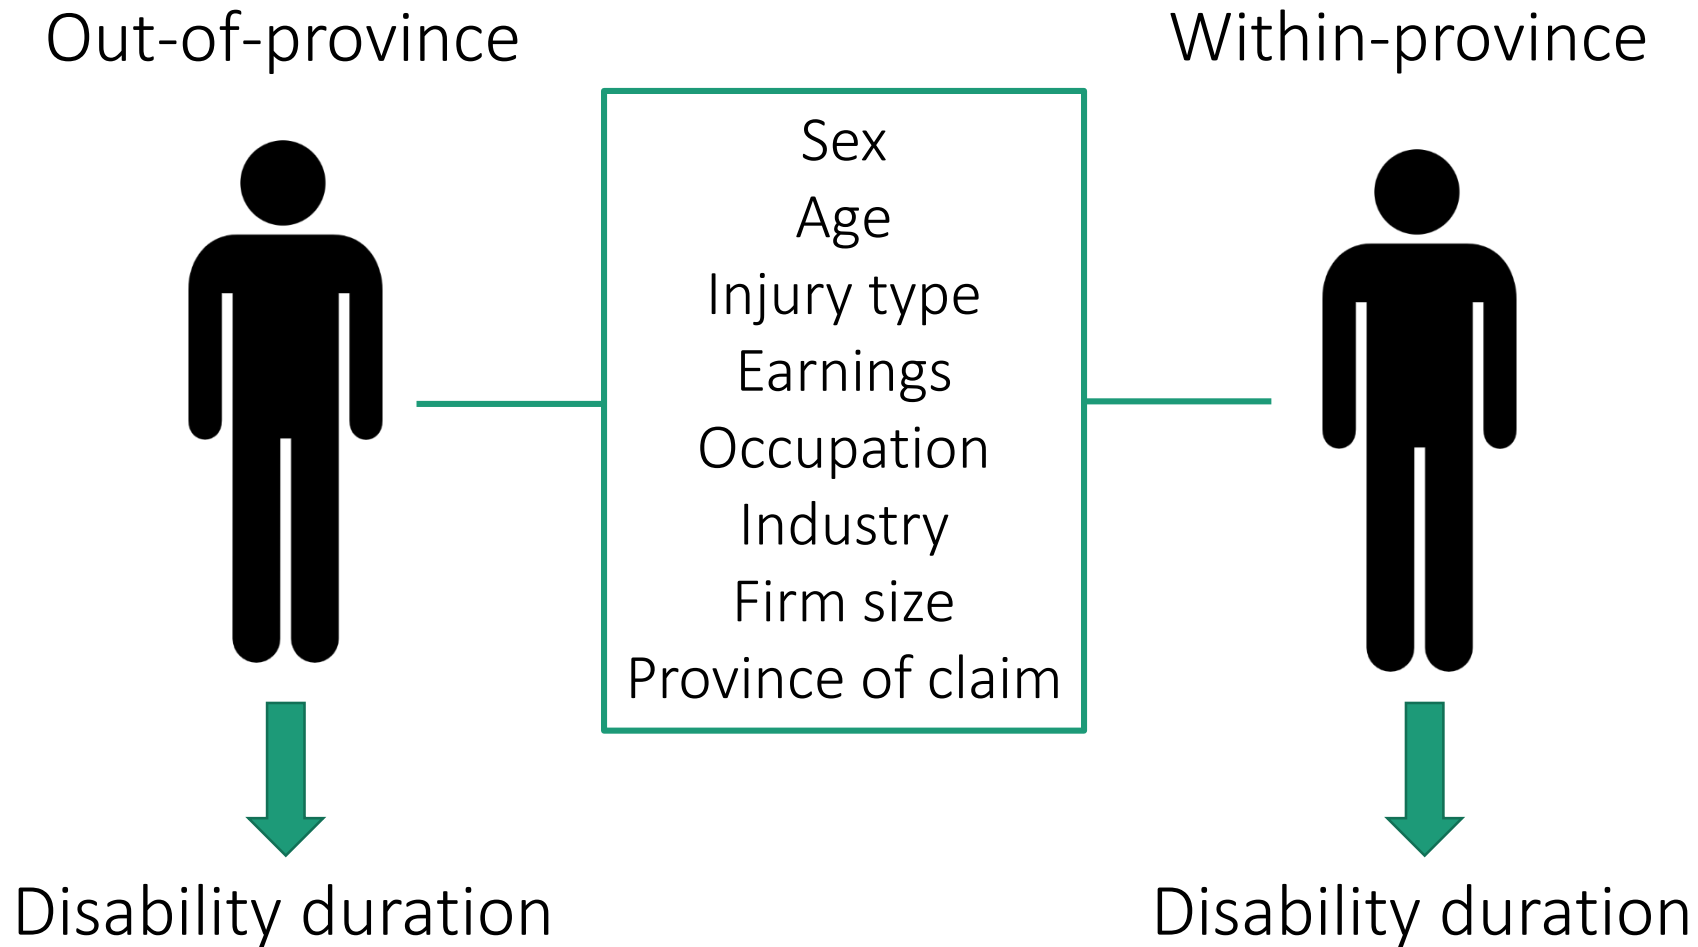 Out-of-province
Within-province
Sex
Age
Injury type
Earnings
Occupation
Industry
Firm size
Province of claim
Disability duration
Disability duration